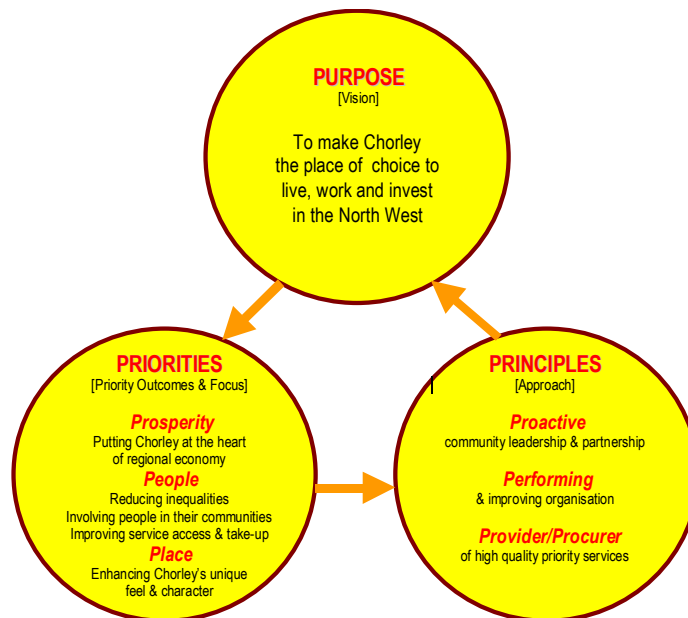 PURPOSE
[Vision]
To make Chorley
the place of choice to
live, work and invest
in the North West
PRIORITIES
[Priority Outcomes & Focus]
Prosperity
Putting Chorley at the heart
of regional economy
People
Reducing inequalities
Involving people in their communities
Improving service access & take-up
Place
Enhancing Chorley's unique
feel & character
PRINCIPLES
[Approach]
Proactive
community leadership & partnership
Performing
& improving organisation
Provider/Procurer
of high quality priority services